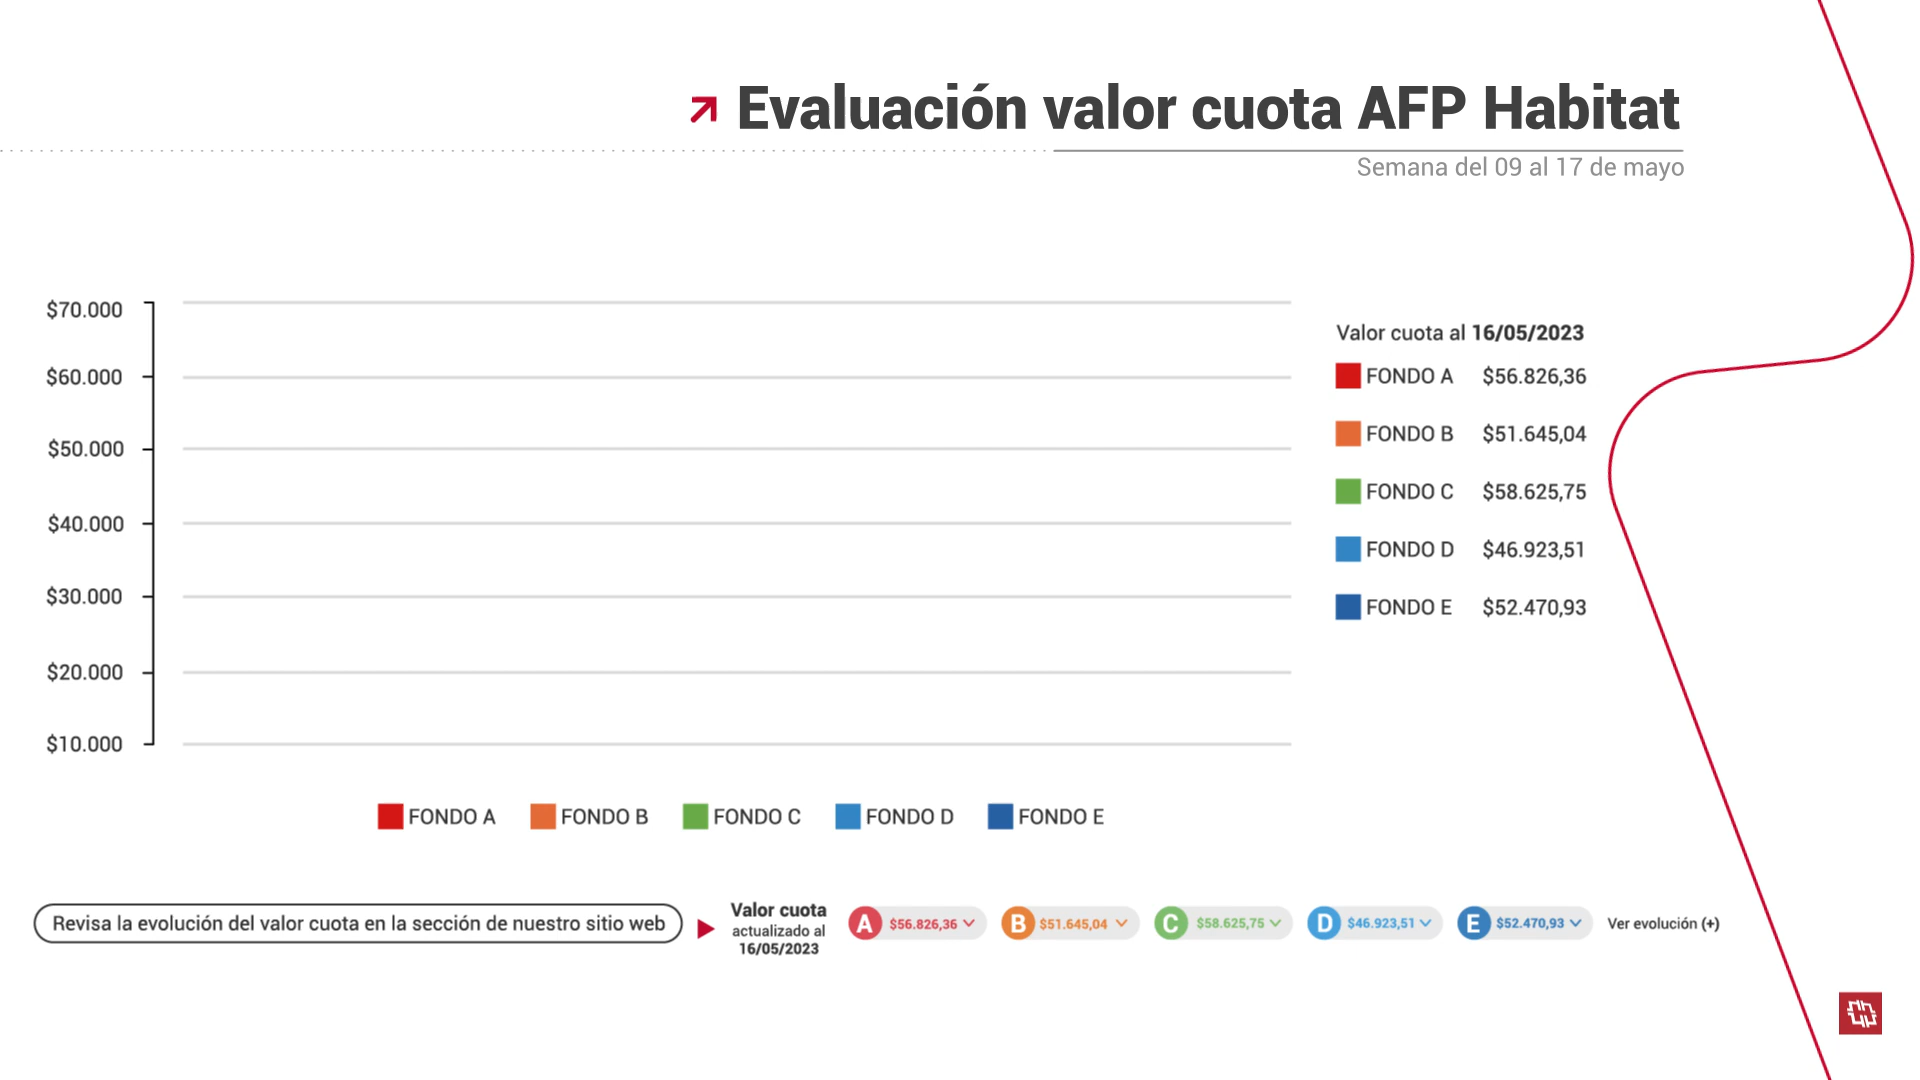 Evaluación valor cuota AFP Habitat
Semana del 09 al 17 de mayo
$70.000
$60.000
$50.000
$40.000
$30.000
$20.000
$10.000
Valor cuota al 16/05/2023
FONDO A $56.826,36
FONDO B $51.645,04
FONDO C $58.625,75
FONDO D $46.923,51
FONDO E $52.470,93
FONDO A FONDO B FONDO C FONDO D FONDO E
Revisa la evolución del valor cuota en la sección de nuestro sitio web
Valor cuota
actualizado al
16/05/2023
A $56.826,36 B $51.645,04 C $58.625,75 D $46.923,51 E $52.470,93 Ver evolución (+)